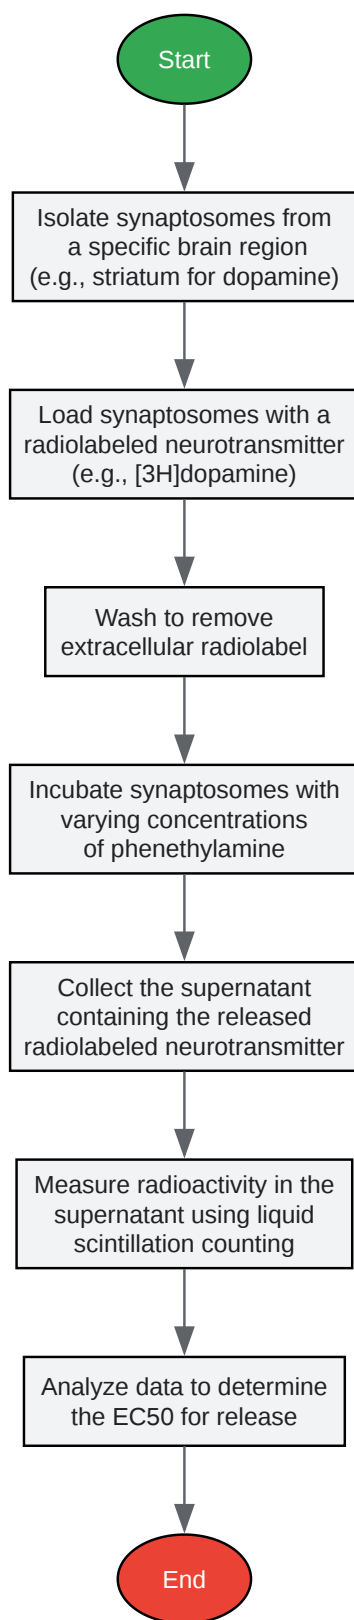 Start
Isolate synaptosomes from
a specific brain region
(e.g., striatum for dopamine)
Load synaptosomes with a
radiolabeled neurotransmitter
(e.g., [3H]dopamine)
Wash to remove
extracellular radiolabel
Incubate synaptosomes with
varying concentrations
of phenethylamine
Collect the supernatant
containing the released
radiolabeled neurotransmitter
Measure radioactivity in the
supernatant using liquid
scintillation counting
Analyze data to determine
the EC50 for release
End